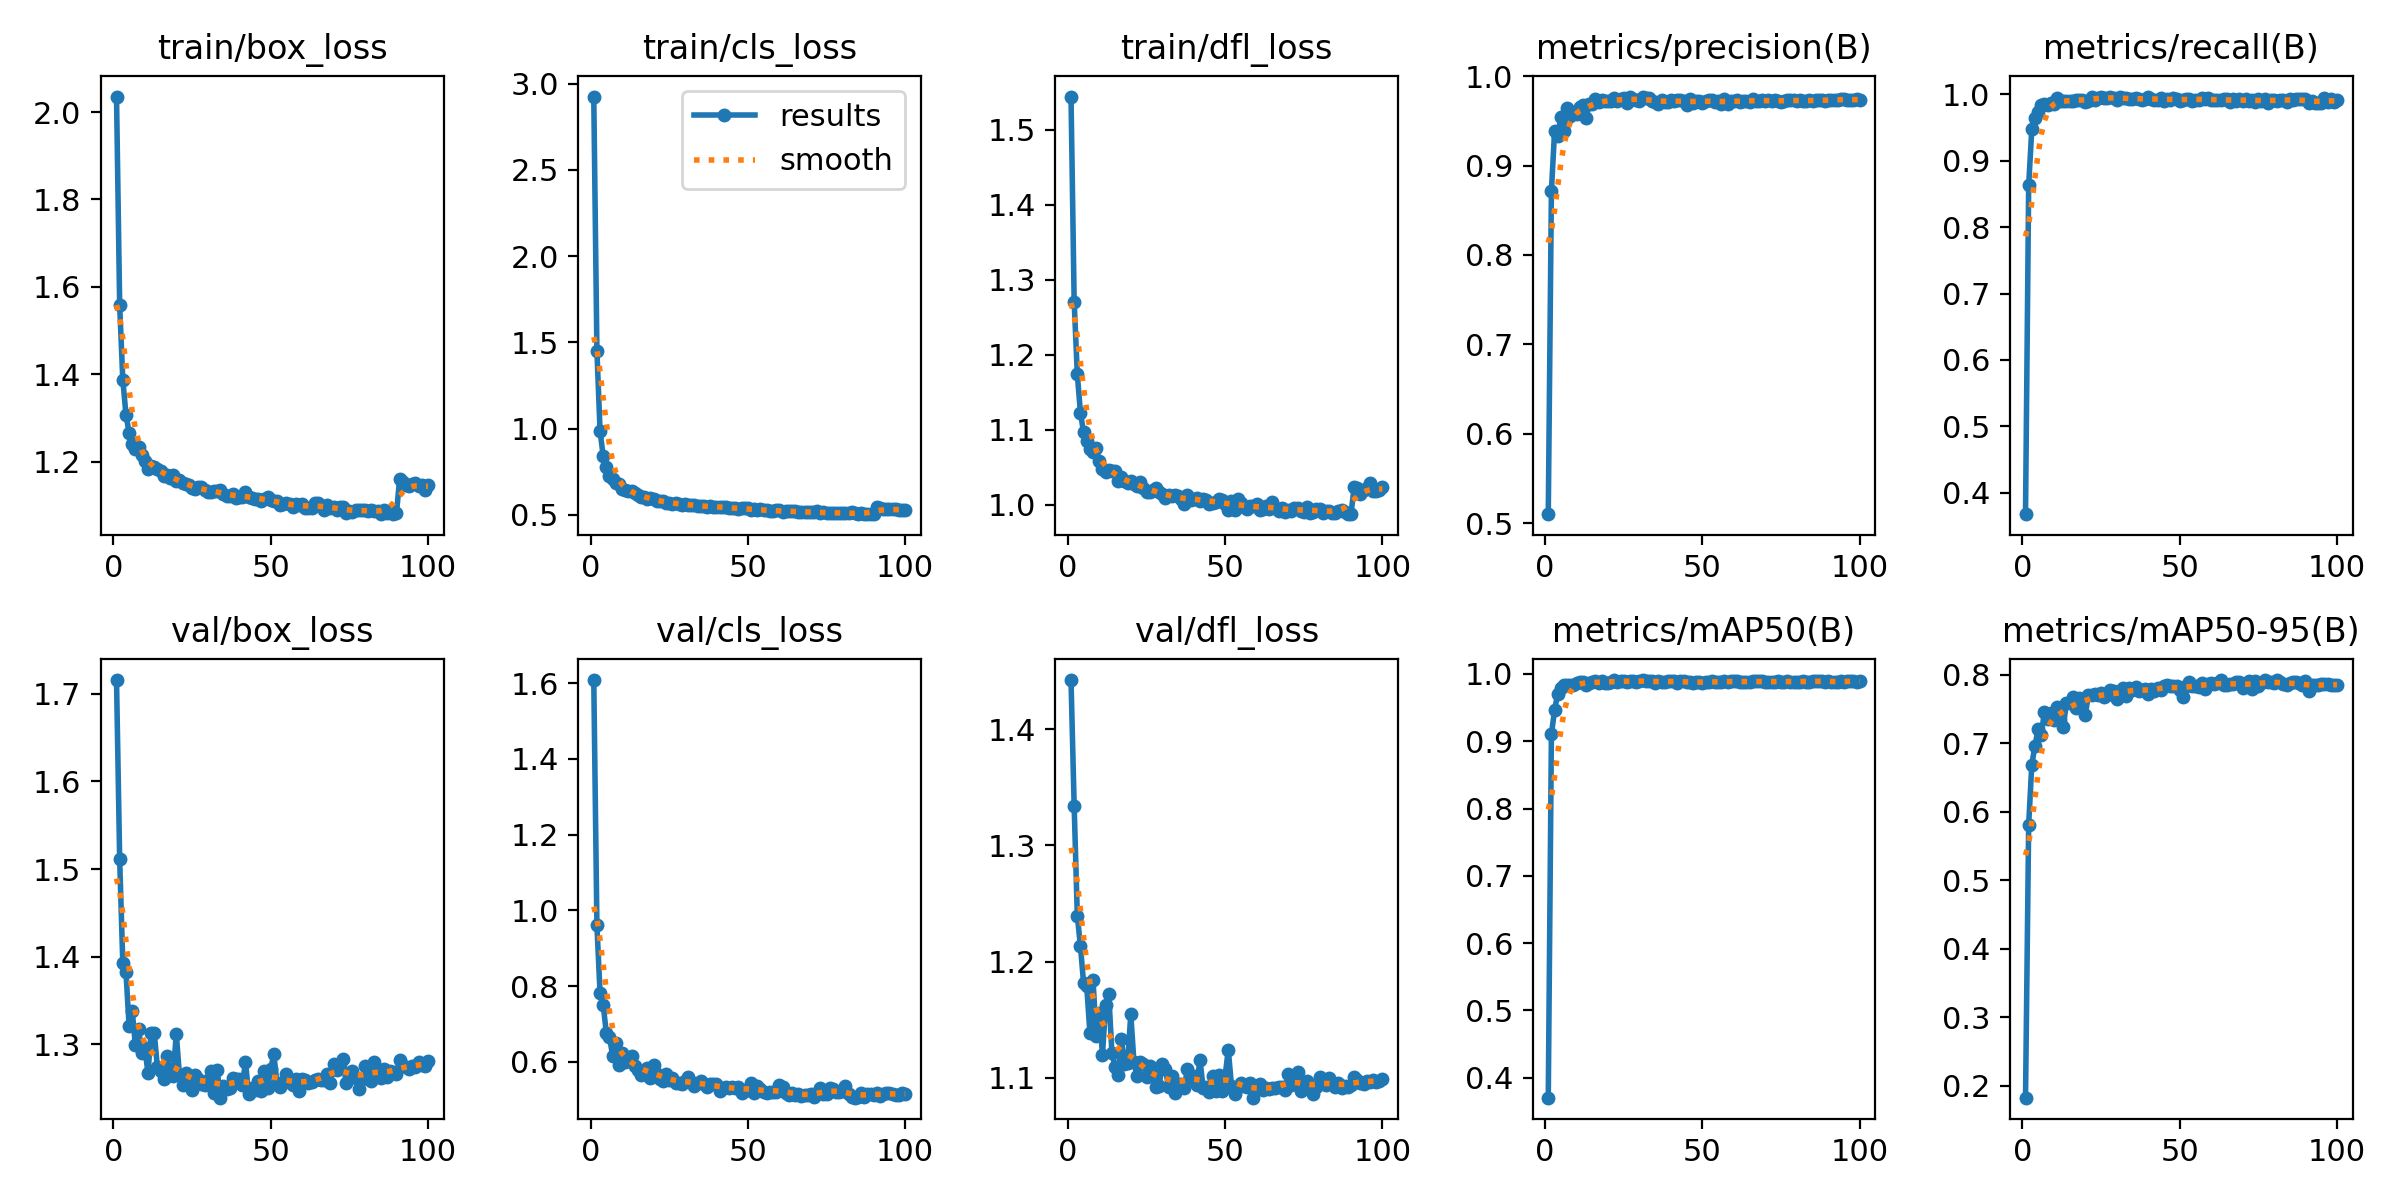 train/box_loss
2.0
1.8
1.6
1.4
1.2
0 50 100
train/cls_loss
results
smooth
3.0
2.5
2.0
1.5
1.0
0.5
0 50 100
train/dfl_loss
1.5
1.4
1.3
1.2
1.1
1.0
0 50 100
metrics/precision(B)
1.0
0.9
0.8
0.7
0.6
0.5
0 50 100
metrics/recall(B)
1.0
0.9
0.8
0.7
0.6
0.5
0.4
0 50 100
val/box_loss
1.7
1.6
1.5
1.4
1.3
0 50 100
val/cls_loss
1.6
1.4
1.2
1.0
0.8
0.6
0 50 100
val/dfl_loss
1.4
1.3
1.2
1.1
0 50 100
metrics/mAP50(B)
1.0
0.9
0.8
0.7
0.6
0.5
0.4
0 50 100
metrics/mAP50-95(B)
0.8
0.7
0.6
0.5
0.4
0.3
0.2
0 50 100